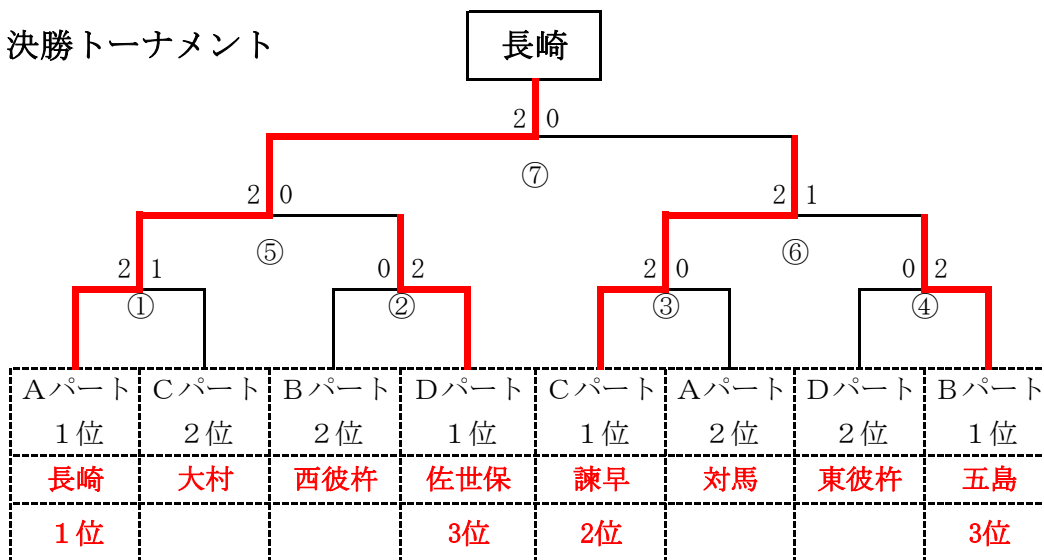 決勝トーナメント
長崎
2 0
⑦
2 0
2 1
⑤
⑥
2 1
0 2
2 0
0 2
①
②
③
④
Aパート Cパート Bパート Dパート Cパート Aパート Dパート Bパート
1位 2位 2位 1位 1位 2位 2位 1位
長崎 大村 西彼杵 佐世保 諫早 対馬 東彼杵 五島
1位 3位 2位 3位